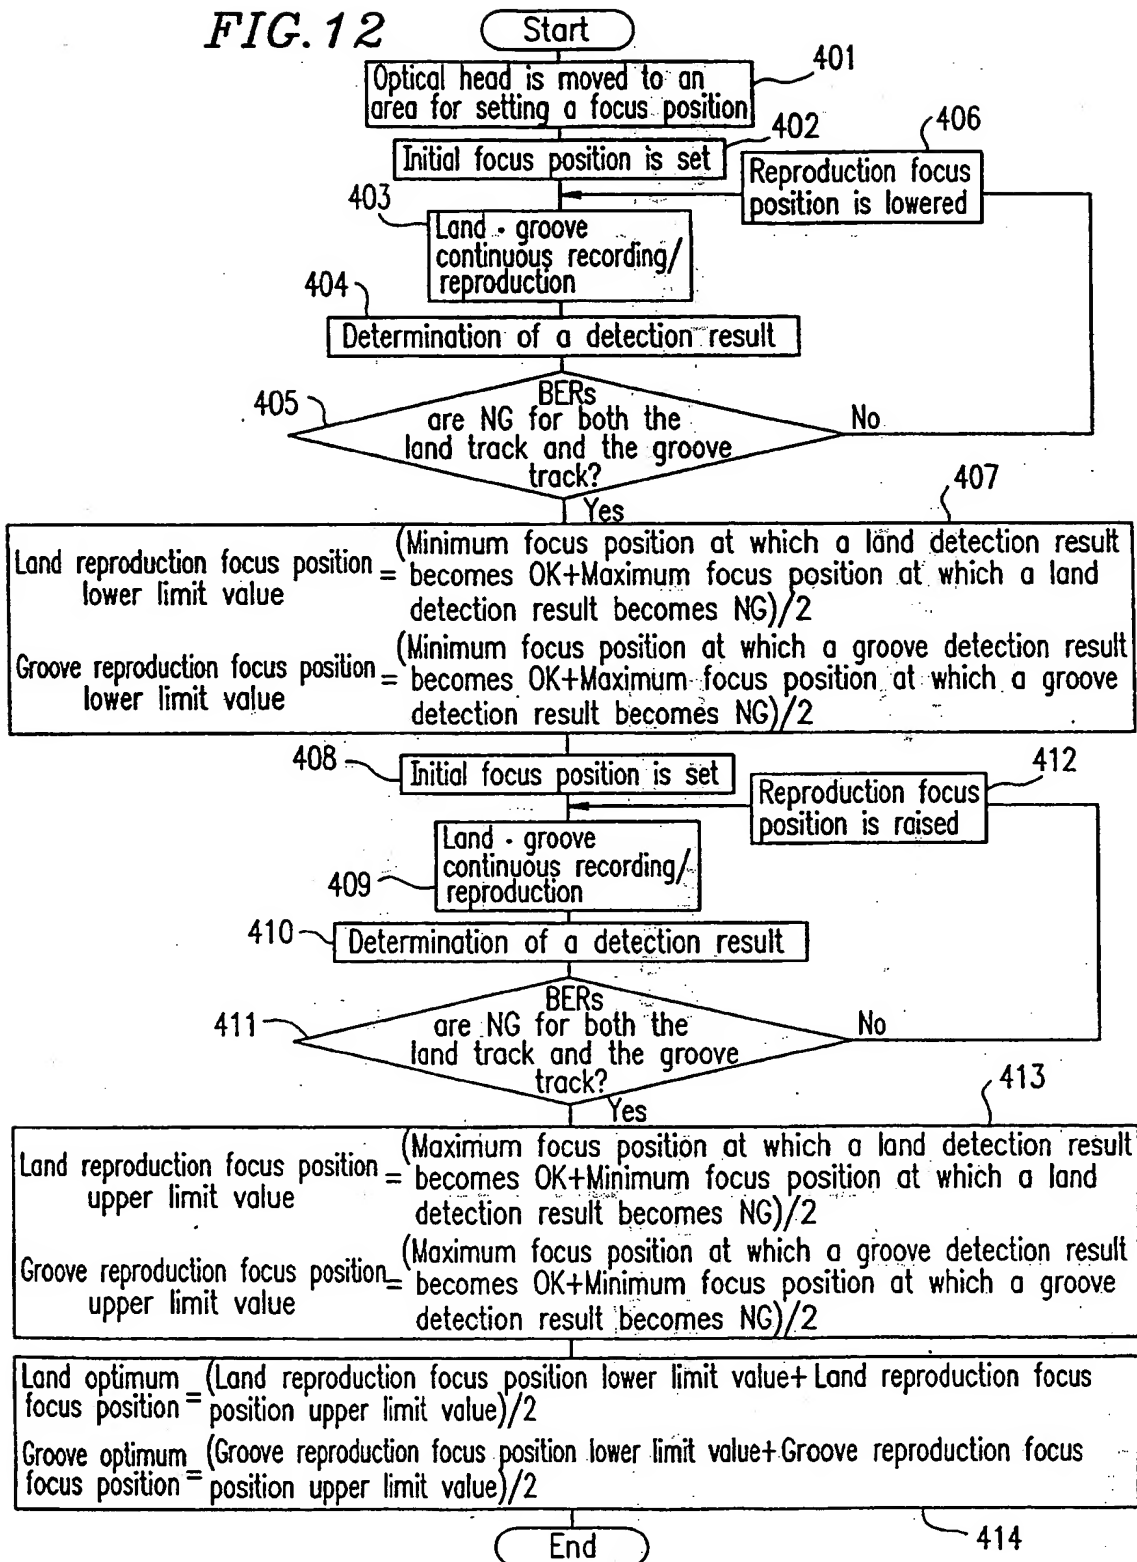 FIG. 12
Start
401
Optical head is moved to an
area for setting a focus position
402
Initial focus position is set
406
Reproduction focus
position is lowered
403
Land · groove
continuous recording/
reproduction
404
Determination of a detection result
405
BERs
are NG for both the
land track and the groove
track?
No
Yes
407
Land reproduction focus position
lower limit value
=
(Minimum focus position at which a land detection result
becomes OK+Maximum focus position at which a land
detection result becomes NG)/2
Groove reproduction focus position
lower limit value
=
(Minimum focus position at which a groove detection result
becomes OK+Maximum focus position at which a groove
detection result becomes NG)/2
408
Initial focus position is set
412
Reproduction focus
position is raised
409
Land · groove
continuous recording/
reproduction
410
Determination of a detection result
411
BERs
are NG for both the
land track and the groove
track?
No
Yes
413
Land reproduction focus position
upper limit value
=
(Maximum focus position at which a land detection result
becomes OK+Minimum focus position at which a land
detection result becomes NG)/2
Groove reproduction focus position
upper limit value
=
(Maximum focus position at which a groove detection result
becomes OK+Minimum focus position at which a groove
detection result becomes NG)/2
Land optimum
focus position
=
(Land reproduction focus position lower limit value+Land reproduction focus
position upper limit value)/2
Groove optimum
focus position
=
(Groove reproduction focus position lower limit value+Groove reproduction focus
position upper limit value)/2
414
End